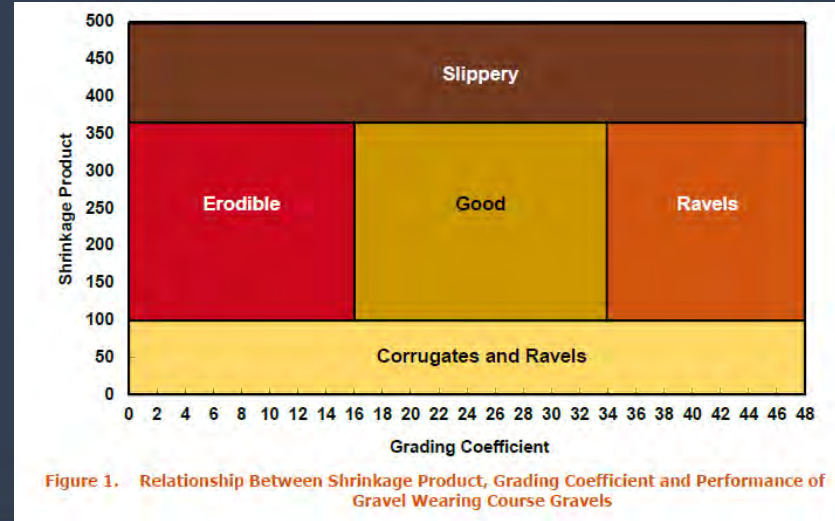 500
450
400
350
300
250
200
150
100
50
0
Shrinkage Product
Slippery
Erodible Good Ravels
Corrugates and Ravels
0 2 4 6 8 10 12 14 16 18 20 22 24 26 28 30 32 34 36 38 40 42 44 46 48
Grading Coefficient
Figure 1. Relationship Between Shrinkage Product, Grading Coefficient and Performance of
Gravel Wearing Course Gravels